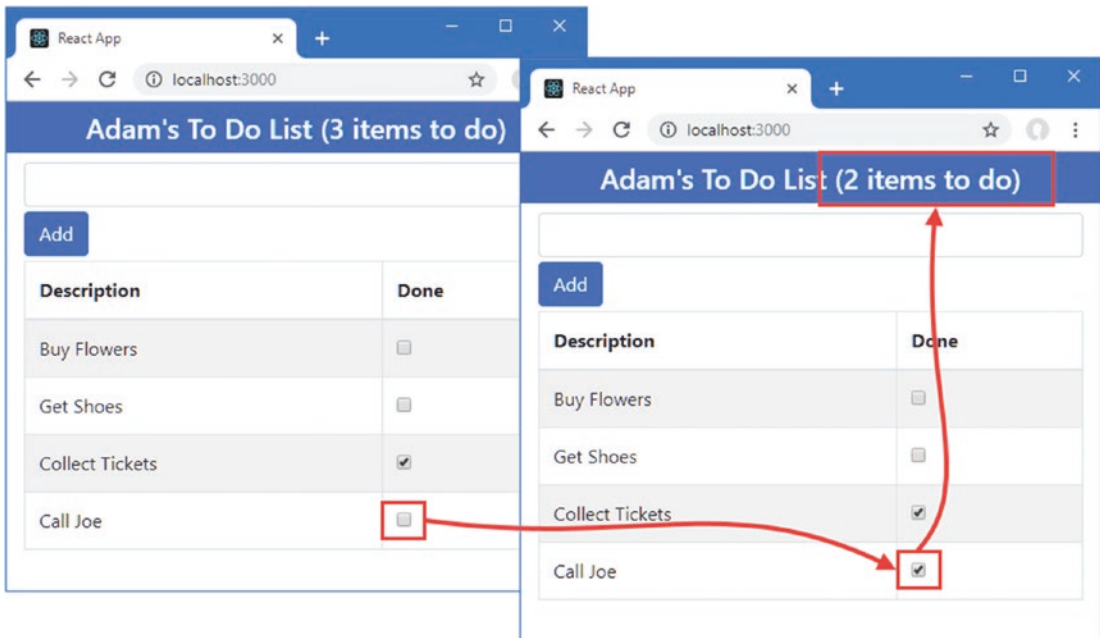 React App
localhost:3000
Adam's To Do List (3 items to do)
Add
Description Done
Buy Flowers
Get Shoes
Collect Tickets
Call Joe
React App
localhost:3000
Adam's To Do List (2 items to do)
Add
Description Done
Buy Flowers
Get Shoes
Collect Tickets
Call Joe